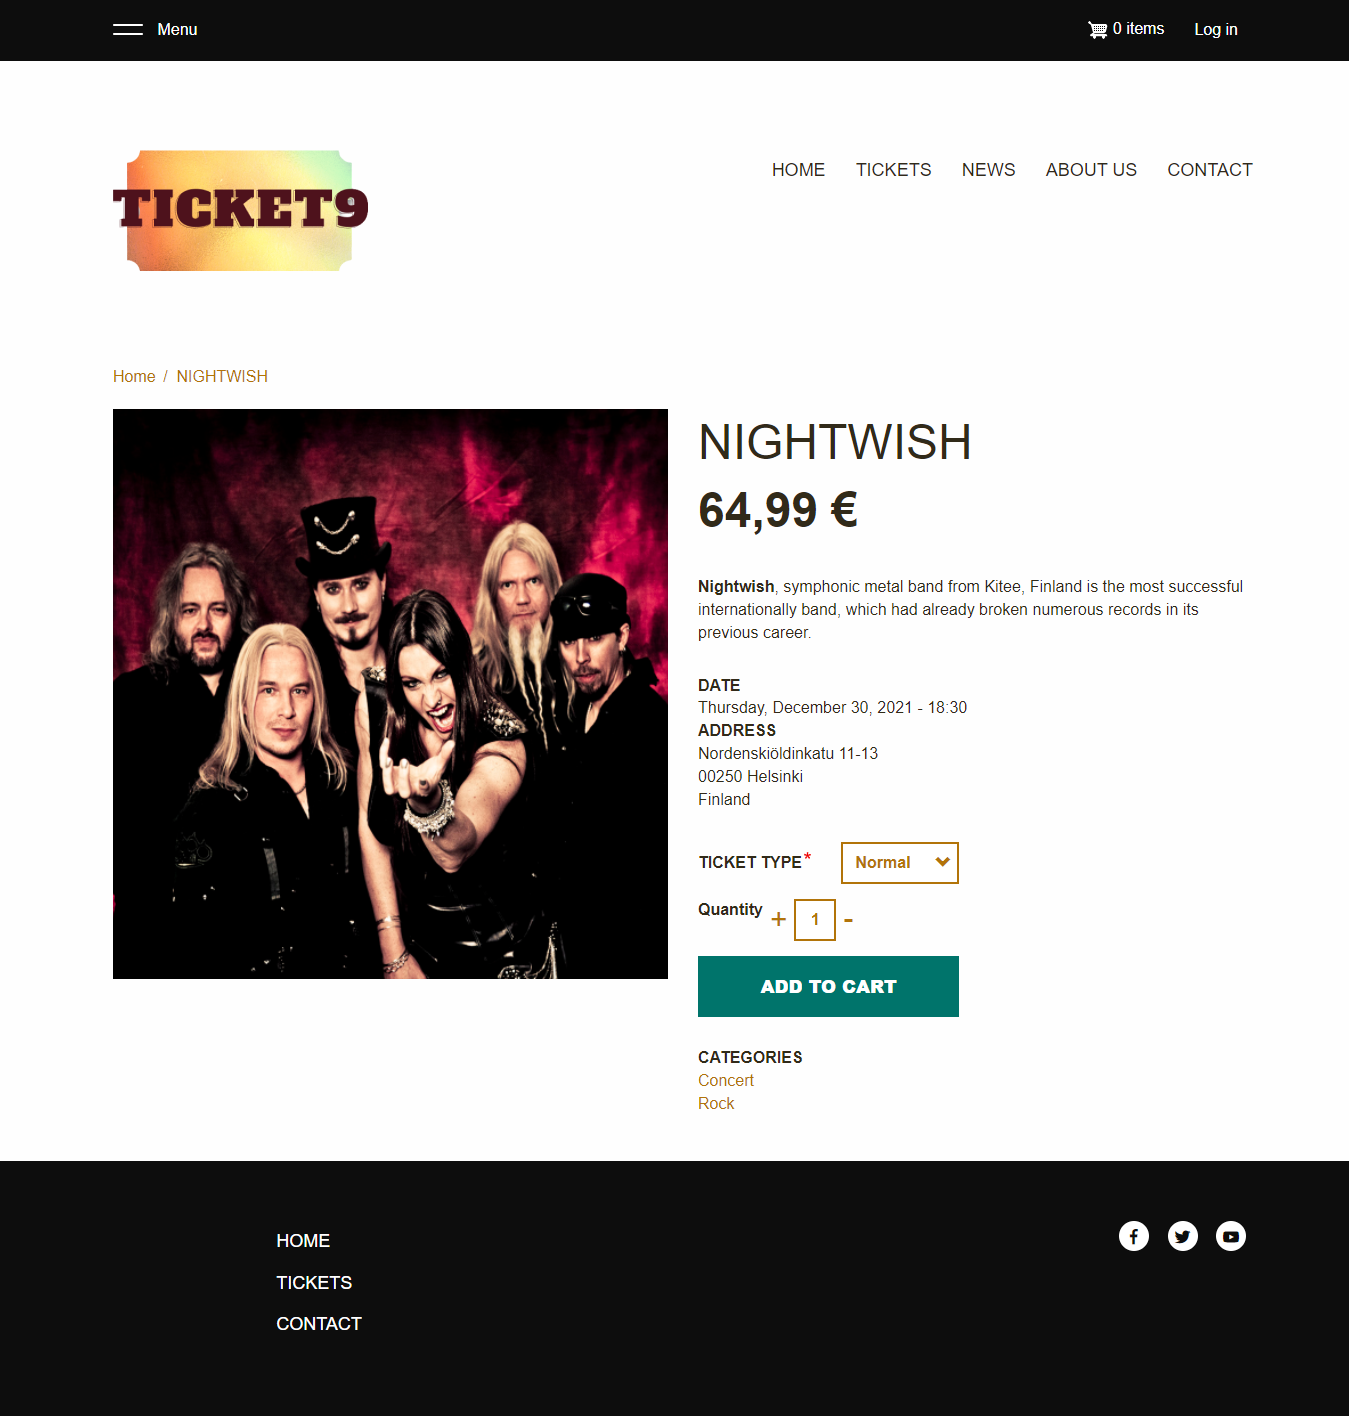 Menu
0 items
Log in
TICKET9
HOME
TICKETS
NEWS
ABOUT US
CONTACT
Home / NIGHTWISH
NIGHTWISH
64,99 €
Nightwish, symphonic metal band from Kitee, Finland is the most successful
internationally band, which had already broken numerous records in its
previous career.
DATE
Thursday, December 30, 2021 - 18:30
ADDRESS
Nordenskiöldinkatu 11-13
00250 Helsinki
Finland
TICKET TYPE* Normal
Quantity + 1 -
ADD TO CART
CATEGORIES
Concert
Rock
HOME
TICKETS
CONTACT